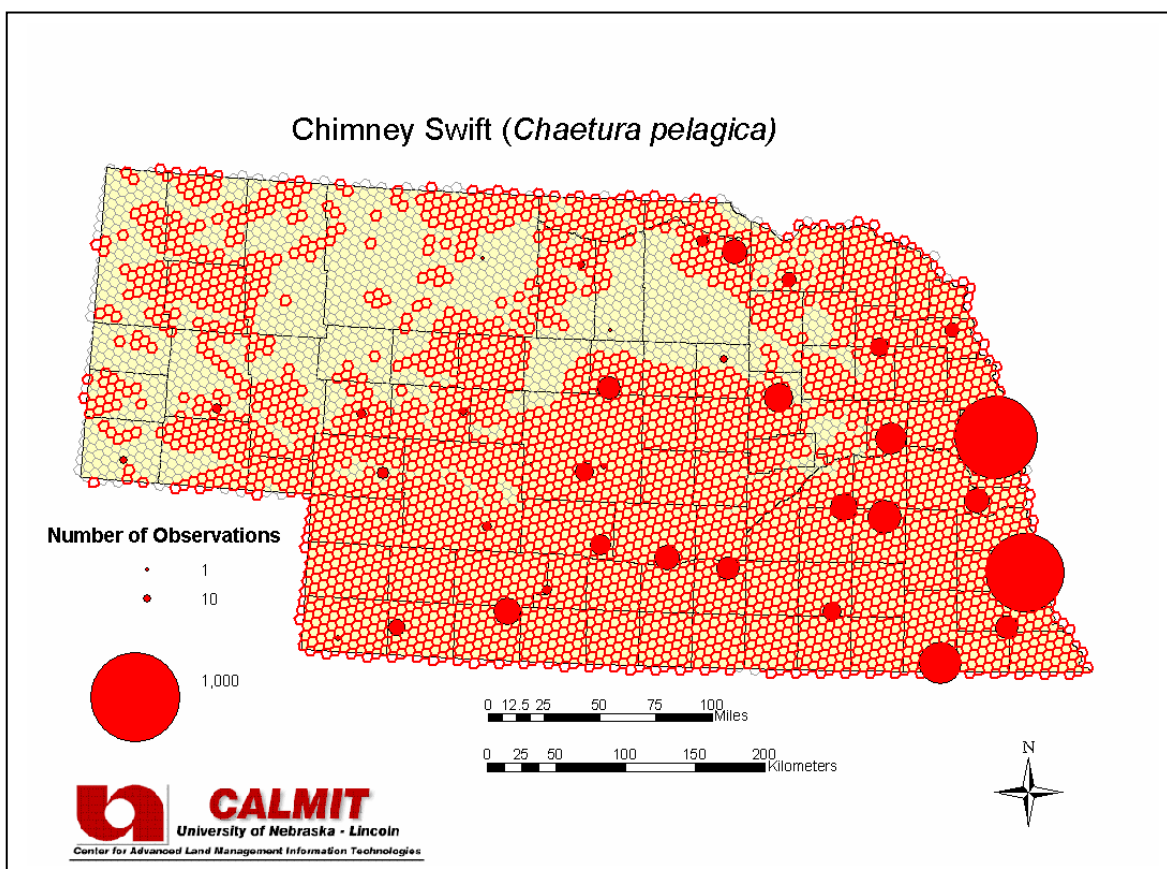 Chimney Swift (Chaetura pelagica)
Number of Observations
1
10
1,000
0 12.5 25 50 75 100
Miles
0 25 50 100 150 200
Kilometers
N
CALMIT
University of Nebraska - Lincoln
Center for Advanced Land Management Information Technologies